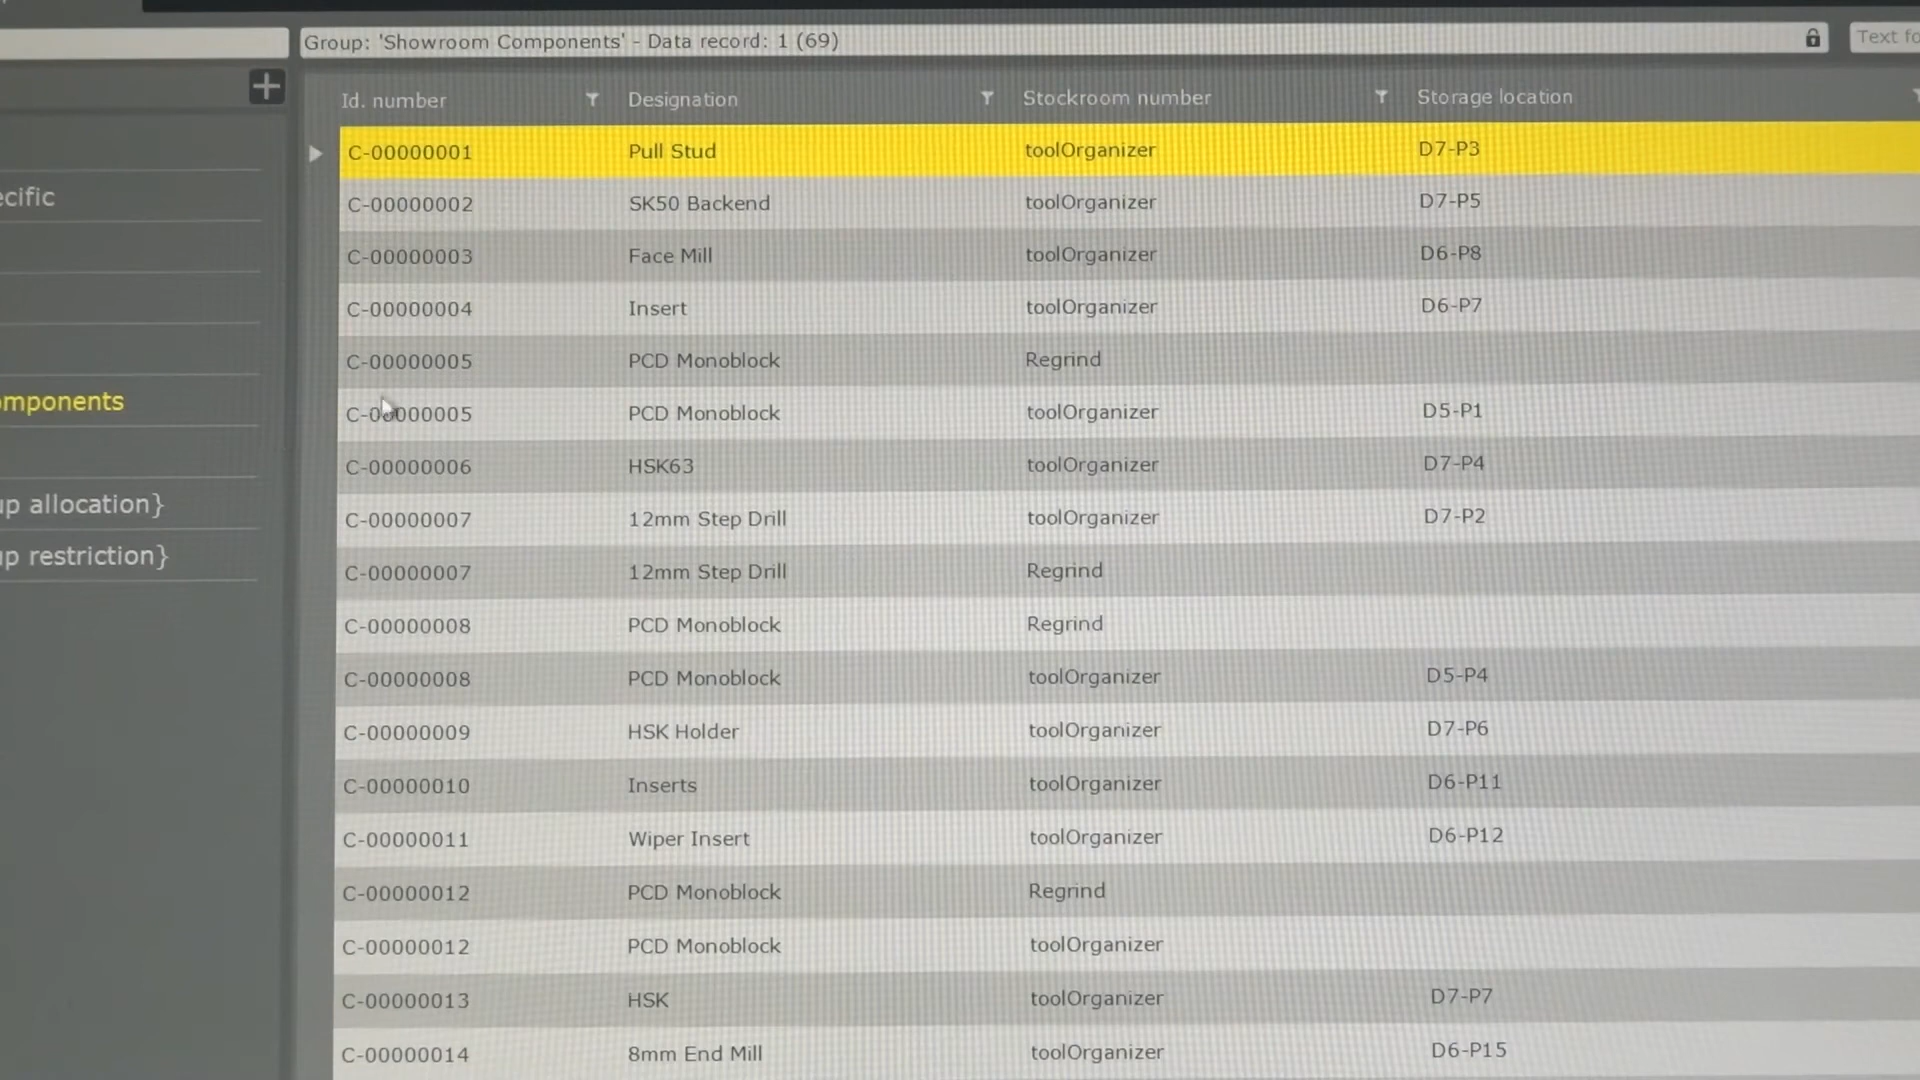 Group: 'Showroom Components' - Data record: 1 (69)
Text fo
Id. number Designation Stockroom number Storage location
C-00000001 Pull Stud toolOrganizer D7-P3
ecific
C-00000002 SK50 Backend toolOrganizer D7-P5
C-00000003 Face Mill toolOrganizer D6-P8
C-00000004 Insert toolOrganizer D6-P7
C-00000005 PCD Monoblock Regrind
omponents
C-00000005 PCD Monoblock toolOrganizer D5-P1
C-00000006 HSK63 toolOrganizer D7-P4
up allocation}
C-00000007 12mm Step Drill toolOrganizer D7-P2
up restriction}
C-00000007 12mm Step Drill Regrind
C-00000008 PCD Monoblock Regrind
C-00000008 PCD Monoblock toolOrganizer D5-P4
C-00000009 HSK Holder toolOrganizer D7-P6
C-00000010 Inserts toolOrganizer D6-P11
C-00000011 Wiper Insert toolOrganizer D6-P12
C-00000012 PCD Monoblock Regrind
C-00000012 PCD Monoblock toolOrganizer
C-00000013 HSK toolOrganizer D7-P7
C-00000014 8mm End Mill toolOrganizer D6-P15